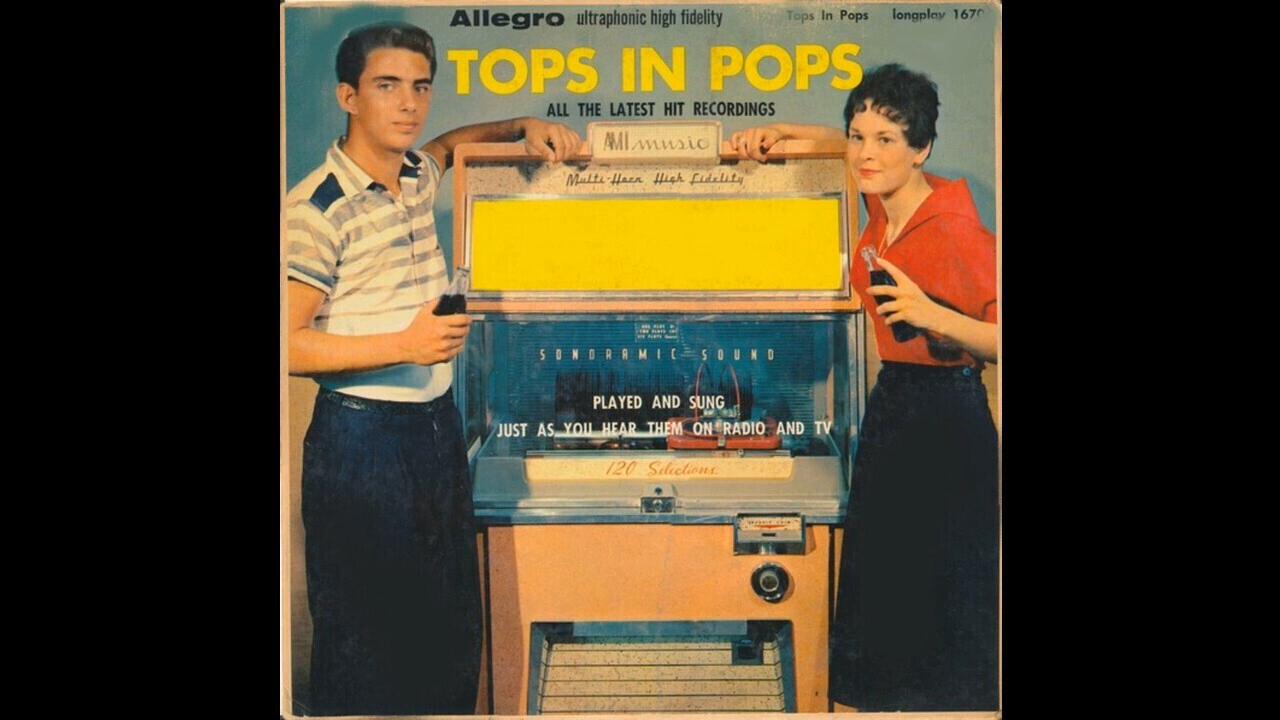 Allegro ultraphonic high fidelity Tops In Pops longplay 1670
TOPS IN POPS
ALL THE LATEST HIT RECORDINGS
AMI music
Multi-Horn High Fidelity
SONORAMIC SOUND
PLAYED AND SUNG
JUST AS YOU HEAR THEM ON RADIO AND TV
120 Selections